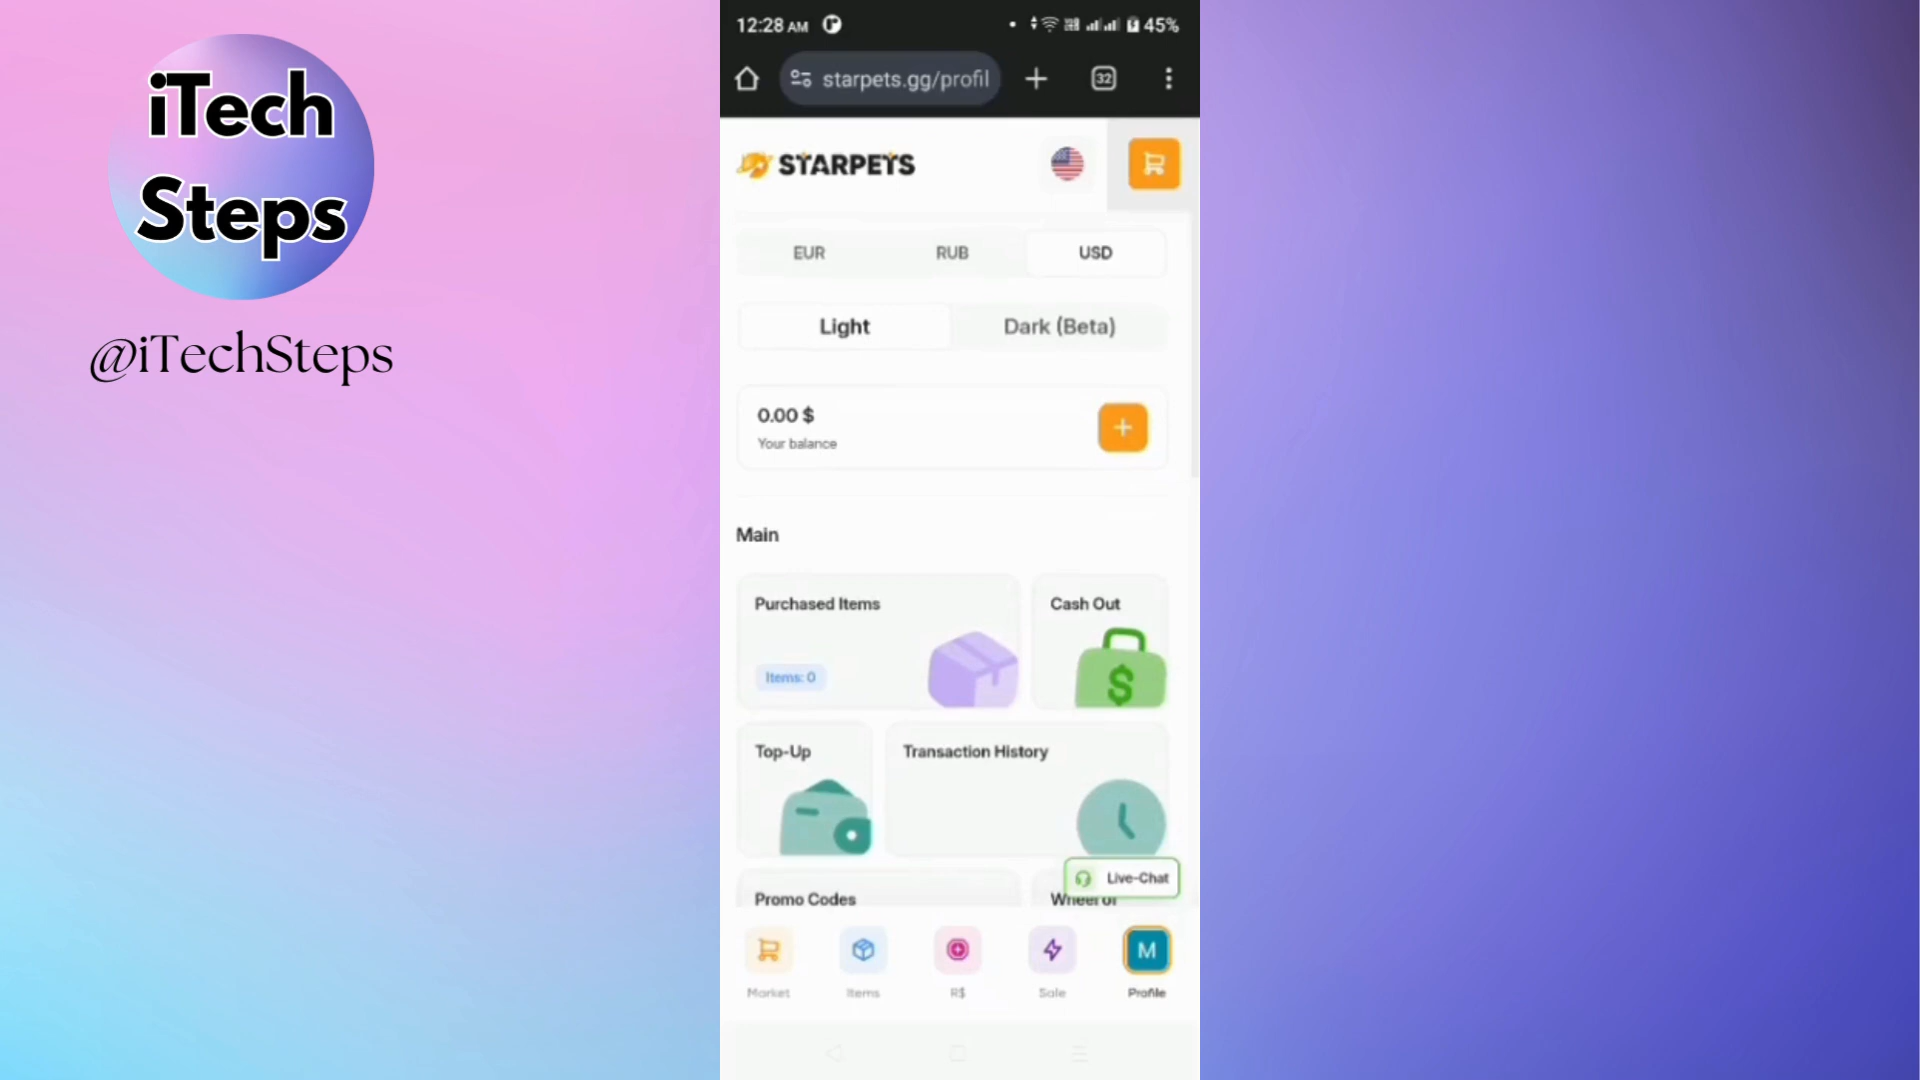 iTech
Steps
@iTechSteps
12:28 AM
45%
starpets.gg/profil
32
STARPETS
EUR
RUB
USD
Light
Dark (Beta)
0.00 $
Your balance
Main
Purchased Items
Cash Out
Items: 0
$
Top-Up
Transaction History
Live-Chat
Promo Codes
Wheel of
M
Market
Items
R$
Sale
Profile